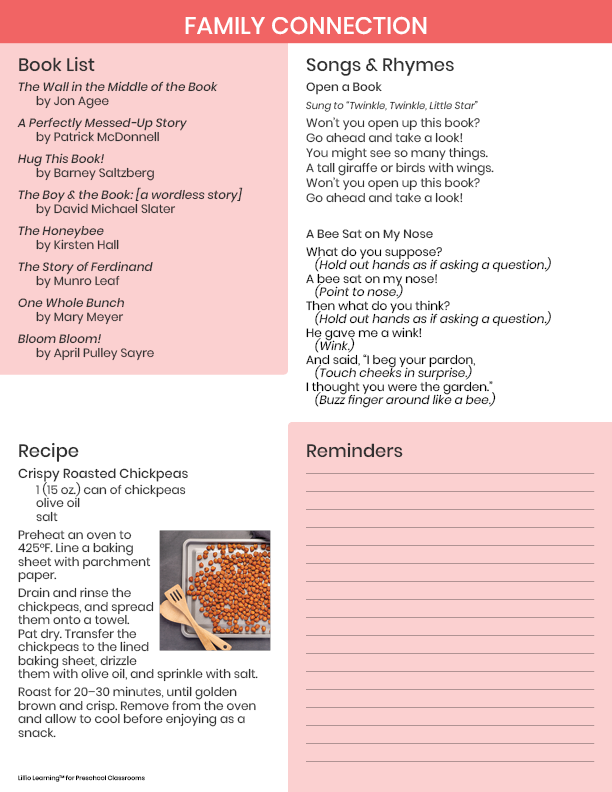 FAMILY CONNECTION
Book List
The Wall in the Middle of the Book
by Jon Agee
A Perfectly Messed-Up Story
by Patrick McDonnell
Hug This Book!
by Barney Saltzberg
The Boy & the Book: [a wordless story]
by David Michael Slater
The Honeybee
by Kirsten Hall
The Story of Ferdinand
by Munro Leaf
One Whole Bunch
by Mary Meyer
Bloom Bloom!
by April Pulley Sayre
Songs & Rhymes
Open a Book
Sung to “Twinkle, Twinkle, Little Star”
Won’t you open up this book?
Go ahead and take a look!
You might see so many things.
A tall giraffe or birds with wings.
Won’t you open up this book?
Go ahead and take a look!
A Bee Sat on My Nose
What do you suppose?
(Hold out hands as if asking a question.)
A bee sat on my nose!
(Point to nose.)
Then what do you think?
(Hold out hands as if asking a question.)
He gave me a wink!
(Wink.)
And said, “I beg your pardon,
(Touch cheeks in surprise.)
I thought you were the garden.”
(Buzz finger around like a bee.)
Recipe
Crispy Roasted Chickpeas
1 (15 oz.) can of chickpeas
olive oil
salt
Preheat an oven to
425°F. Line a baking
sheet with parchment
paper.
Drain and rinse the
chickpeas, and spread
them onto a towel.
Pat dry. Transfer the
chickpeas to the lined
baking sheet, drizzle
them with olive oil, and sprinkle with salt.
Roast for 20–30 minutes, until golden
brown and crisp. Remove from the oven
and allow to cool before enjoying as a
snack.
Reminders
Lillio Learning™ for Preschool Classrooms